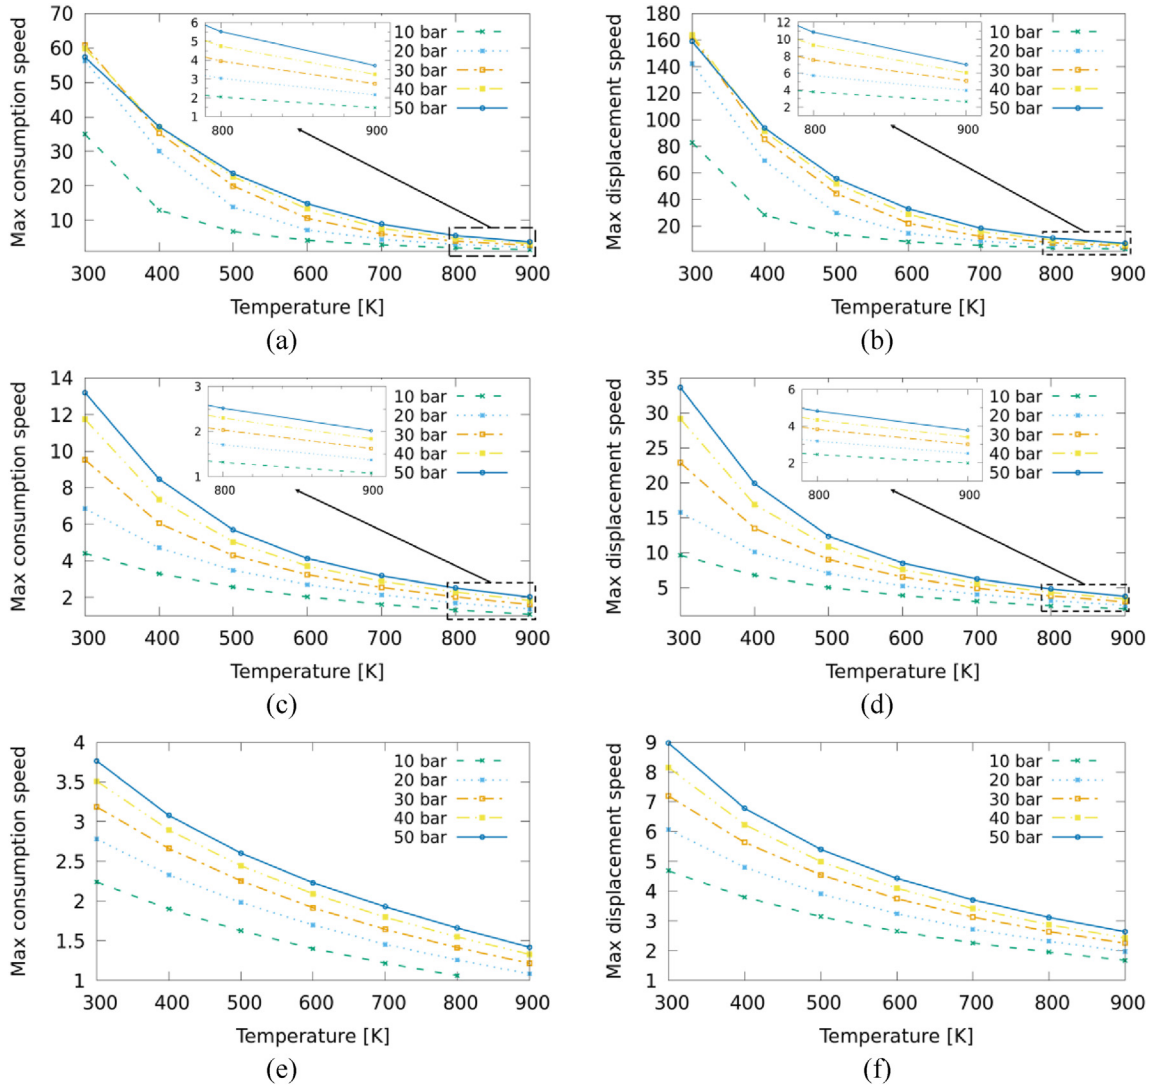 Max consumption speed
70
60
50
40
30
20
10
300 400 500 600 700 800 900
Temperature [K]
10 bar
20 bar
30 bar
40 bar
50 bar
6
5
4
3
2
1
800 900
(a)
Max displacement speed
180
160
140
120
100
80
60
40
20
300 400 500 600 700 800 900
Temperature [K]
10 bar
20 bar
30 bar
40 bar
50 bar
12
10
8
6
4
2
800 900
(b)
Max consumption speed
14
12
10
8
6
4
2
300 400 500 600 700 800 900
Temperature [K]
10 bar
20 bar
30 bar
40 bar
50 bar
3
2
1
800 900
(c)
Max displacement speed
35
30
25
20
15
10
5
300 400 500 600 700 800 900
Temperature [K]
10 bar
20 bar
30 bar
40 bar
50 bar
6
4
2
800 900
(d)
Max consumption speed
4
3.5
3
2.5
2
1.5
1
300 400 500 600 700 800 900
Temperature [K]
10 bar
20 bar
30 bar
40 bar
50 bar
(e)
Max displacement speed
9
8
7
6
5
4
3
2
1
300 400 500 600 700 800 900
Temperature [K]
10 bar
20 bar
30 bar
40 bar
50 bar
(f)